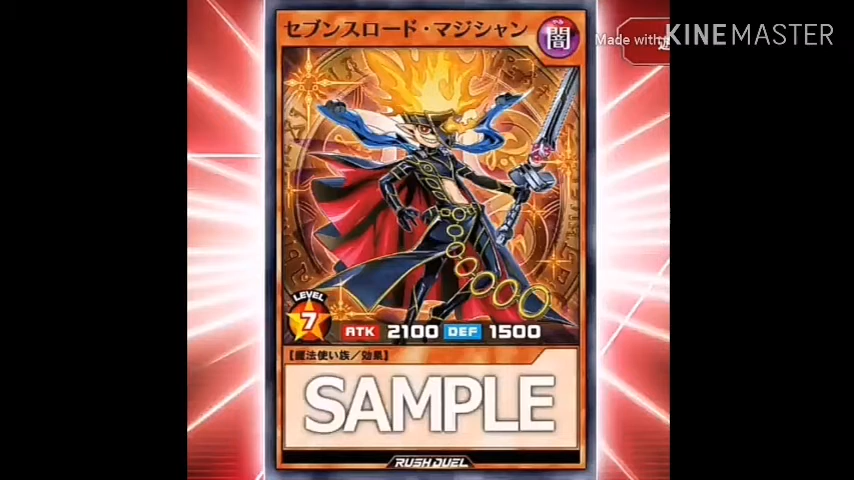 セブンスロード・マジシャン
闇
Made with
KINEMASTER
LEVEL
7
ATK 2100 DEF 1500
【魔法使い族／効果】
SAMPLE
RUSH DUEL